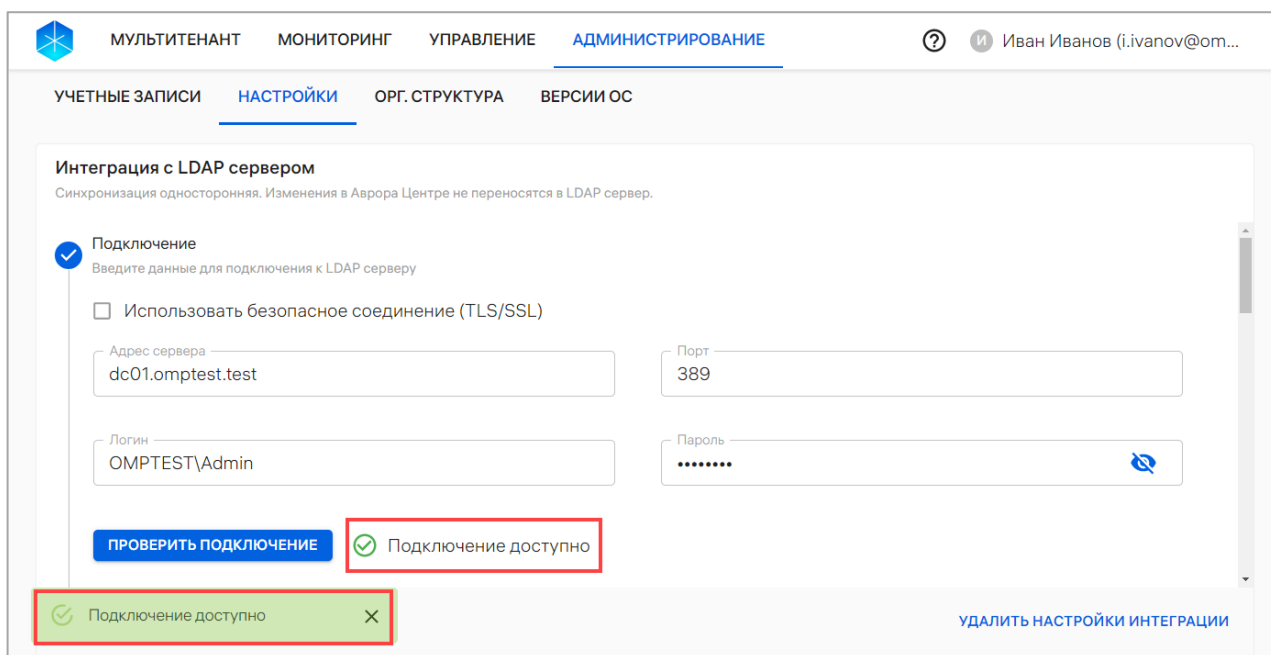 МУЛЬТИТЕНАНТ МОНИТОРИНГ УПРАВЛЕНИЕ АДМИНИСТРИРОВАНИЕ ? И Иван Иванов (i.ivanov@om...
УЧЕТНЫЕ ЗАПИСИ НАСТРОЙКИ ОРГ. СТРУКТУРА ВЕРСИИ ОС
Интеграция с LDAP сервером
Синхронизация односторонняя. Изменения в Аврора Центре не переносятся в LDAP сервер.
Подключение
Введите данные для подключения к LDAP серверу
Использовать безопасное соединение (TLS/SSL)
Адрес сервера Порт
dc01.omptest.test 389
Логин Пароль
OMPTEST\Admin ••••••••
ПРОВЕРИТЬ ПОДКЛЮЧЕНИЕ Подключение доступно
Подключение доступно
УДАЛИТЬ НАСТРОЙКИ ИНТЕГРАЦИИ